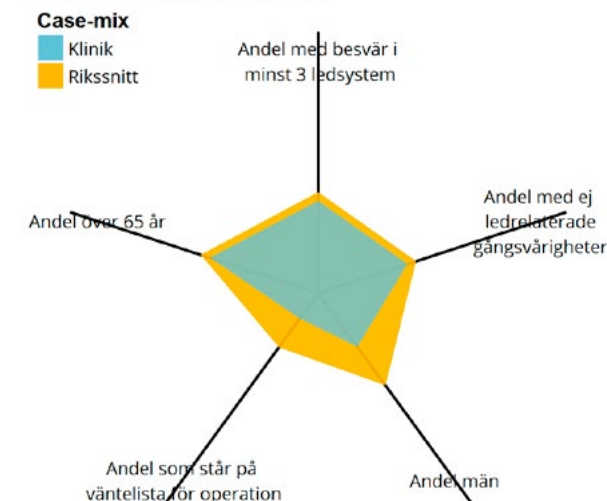 Case-mix
Klinik
Rikssnitt
Andel med besvär i
minst 3 ledsystem
Andel med ej
ledrelaterade
gångsvårigheter
Andel över 65 år
Andel som står på
väntelista för operation
Andel män